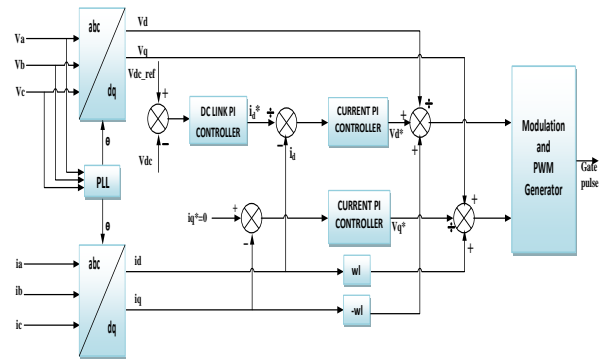 abc
Vd
Va
Vq
Vb
Vdc_ref
Vc
dq
+
DC LINK PI
CONTROLLER
id*
÷
CURRENT PI
CONTROLLER
+
÷
Vd*
-
Vdc
-
id
+
θ
PLL
θ
Modulation
and
PWM
Generator
Gate
pulse
iq*=0
+
-
CURRENT PI
CONTROLLER
Vq*
+
÷
+
abc
ia
id
wl
ib
iq
-wl
ic
dq